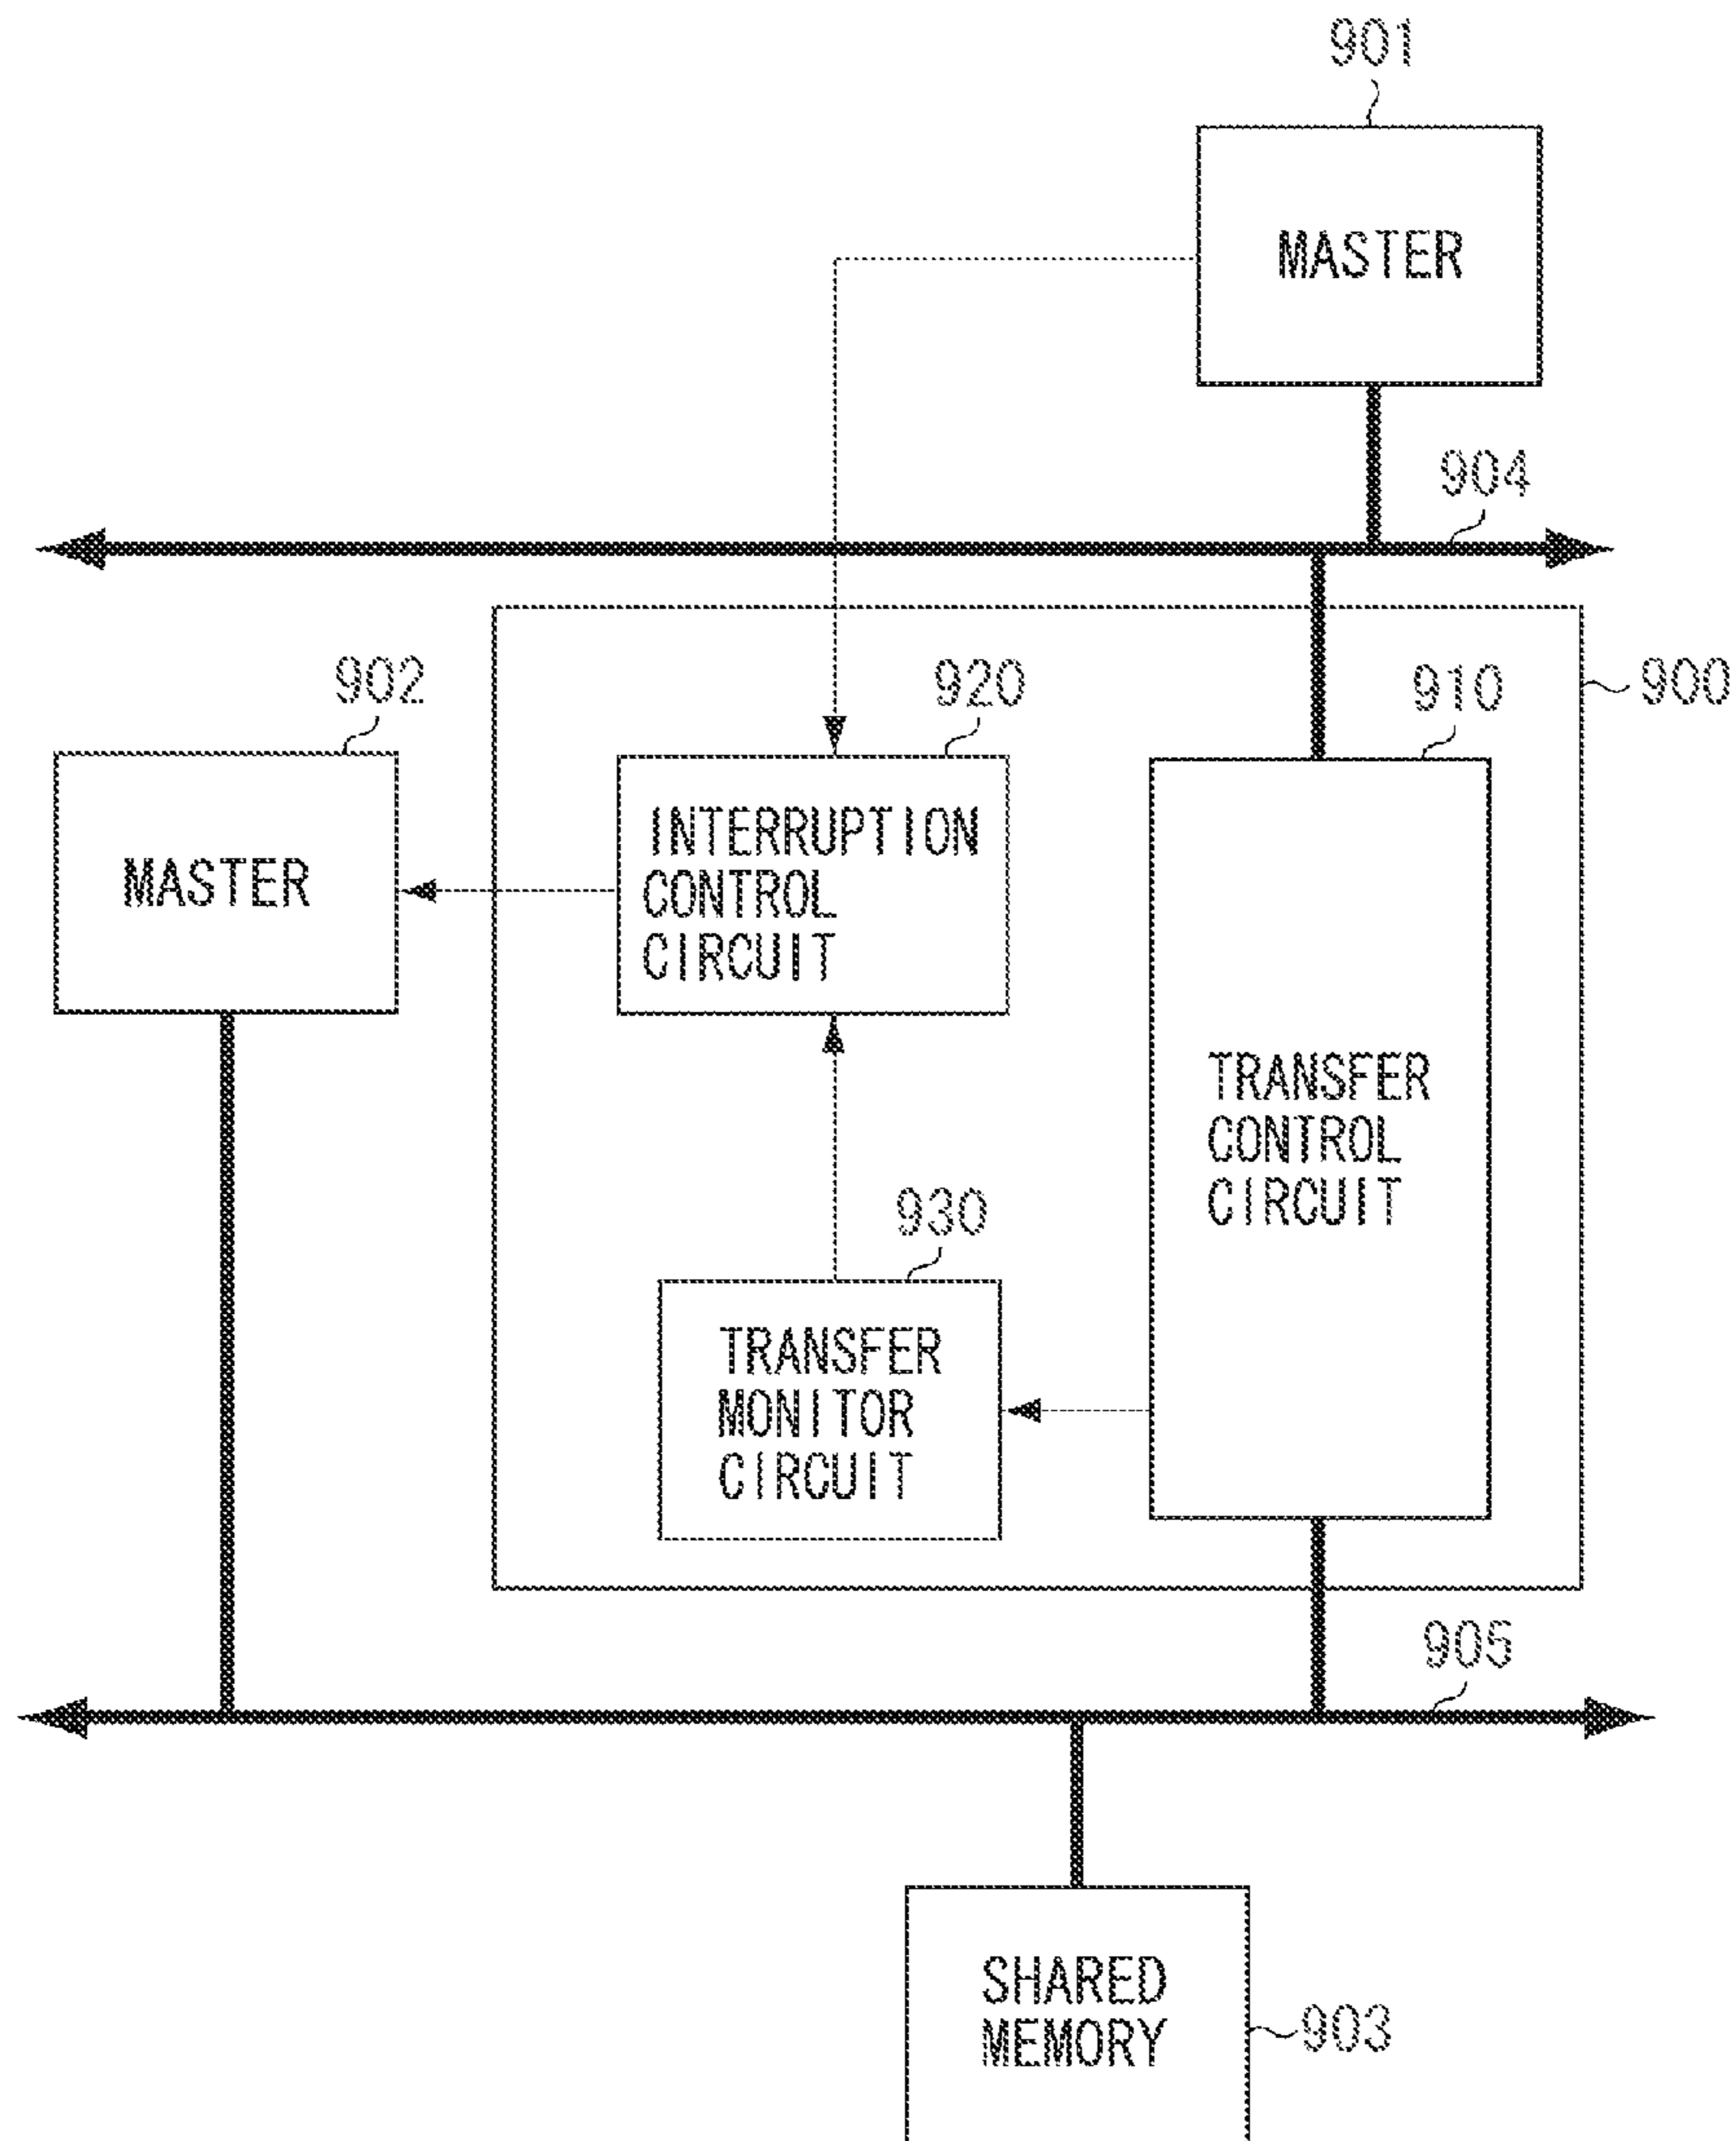 901
MASTER
904
902
920
910
900
MASTER
INTERRUPTION
CONTROL
CIRCUIT
TRANSFER
CONTROL
CIRCUIT
930
TRANSFER
MONITOR
CIRCUIT
905
SHARED
MEMORY
903